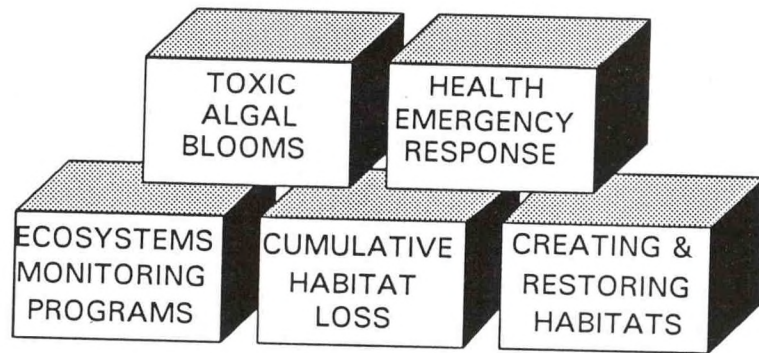 TOXIC
ALGAL
BLOOMS
HEALTH
EMERGENCY
RESPONSE
ECOSYSTEMS
MONITORING
PROGRAMS
CUMULATIVE
HABITAT
LOSS
CREATING &
RESTORING
HABITATS